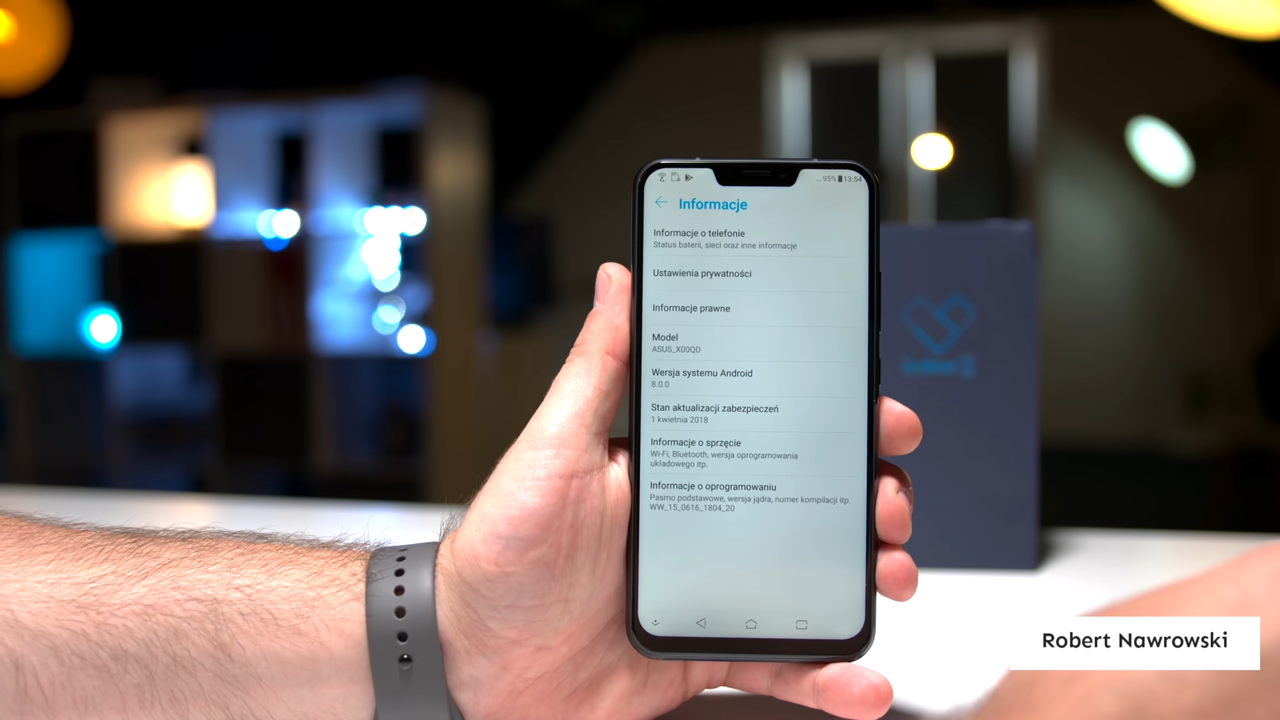 95% 13:54
Informacje
Informacje o telefonie
Status baterii, sieci oraz inne informacje
Ustawienia prywatności
Informacje prawne
Model
ASUS_X00QD
Wersja systemu Android
8.0.0
Stan aktualizacji zabezpieczeń
1 kwietnia 2018
Informacje o sprzęcie
Wi-Fi, Bluetooth, wersja oprogramowania
układowego itp.
Informacje o oprogramowaniu
Pasmo podstawowe, wersja jądra, numer kompilacji itp.
WW_15_0616_1804_20
Robert Nawrowski